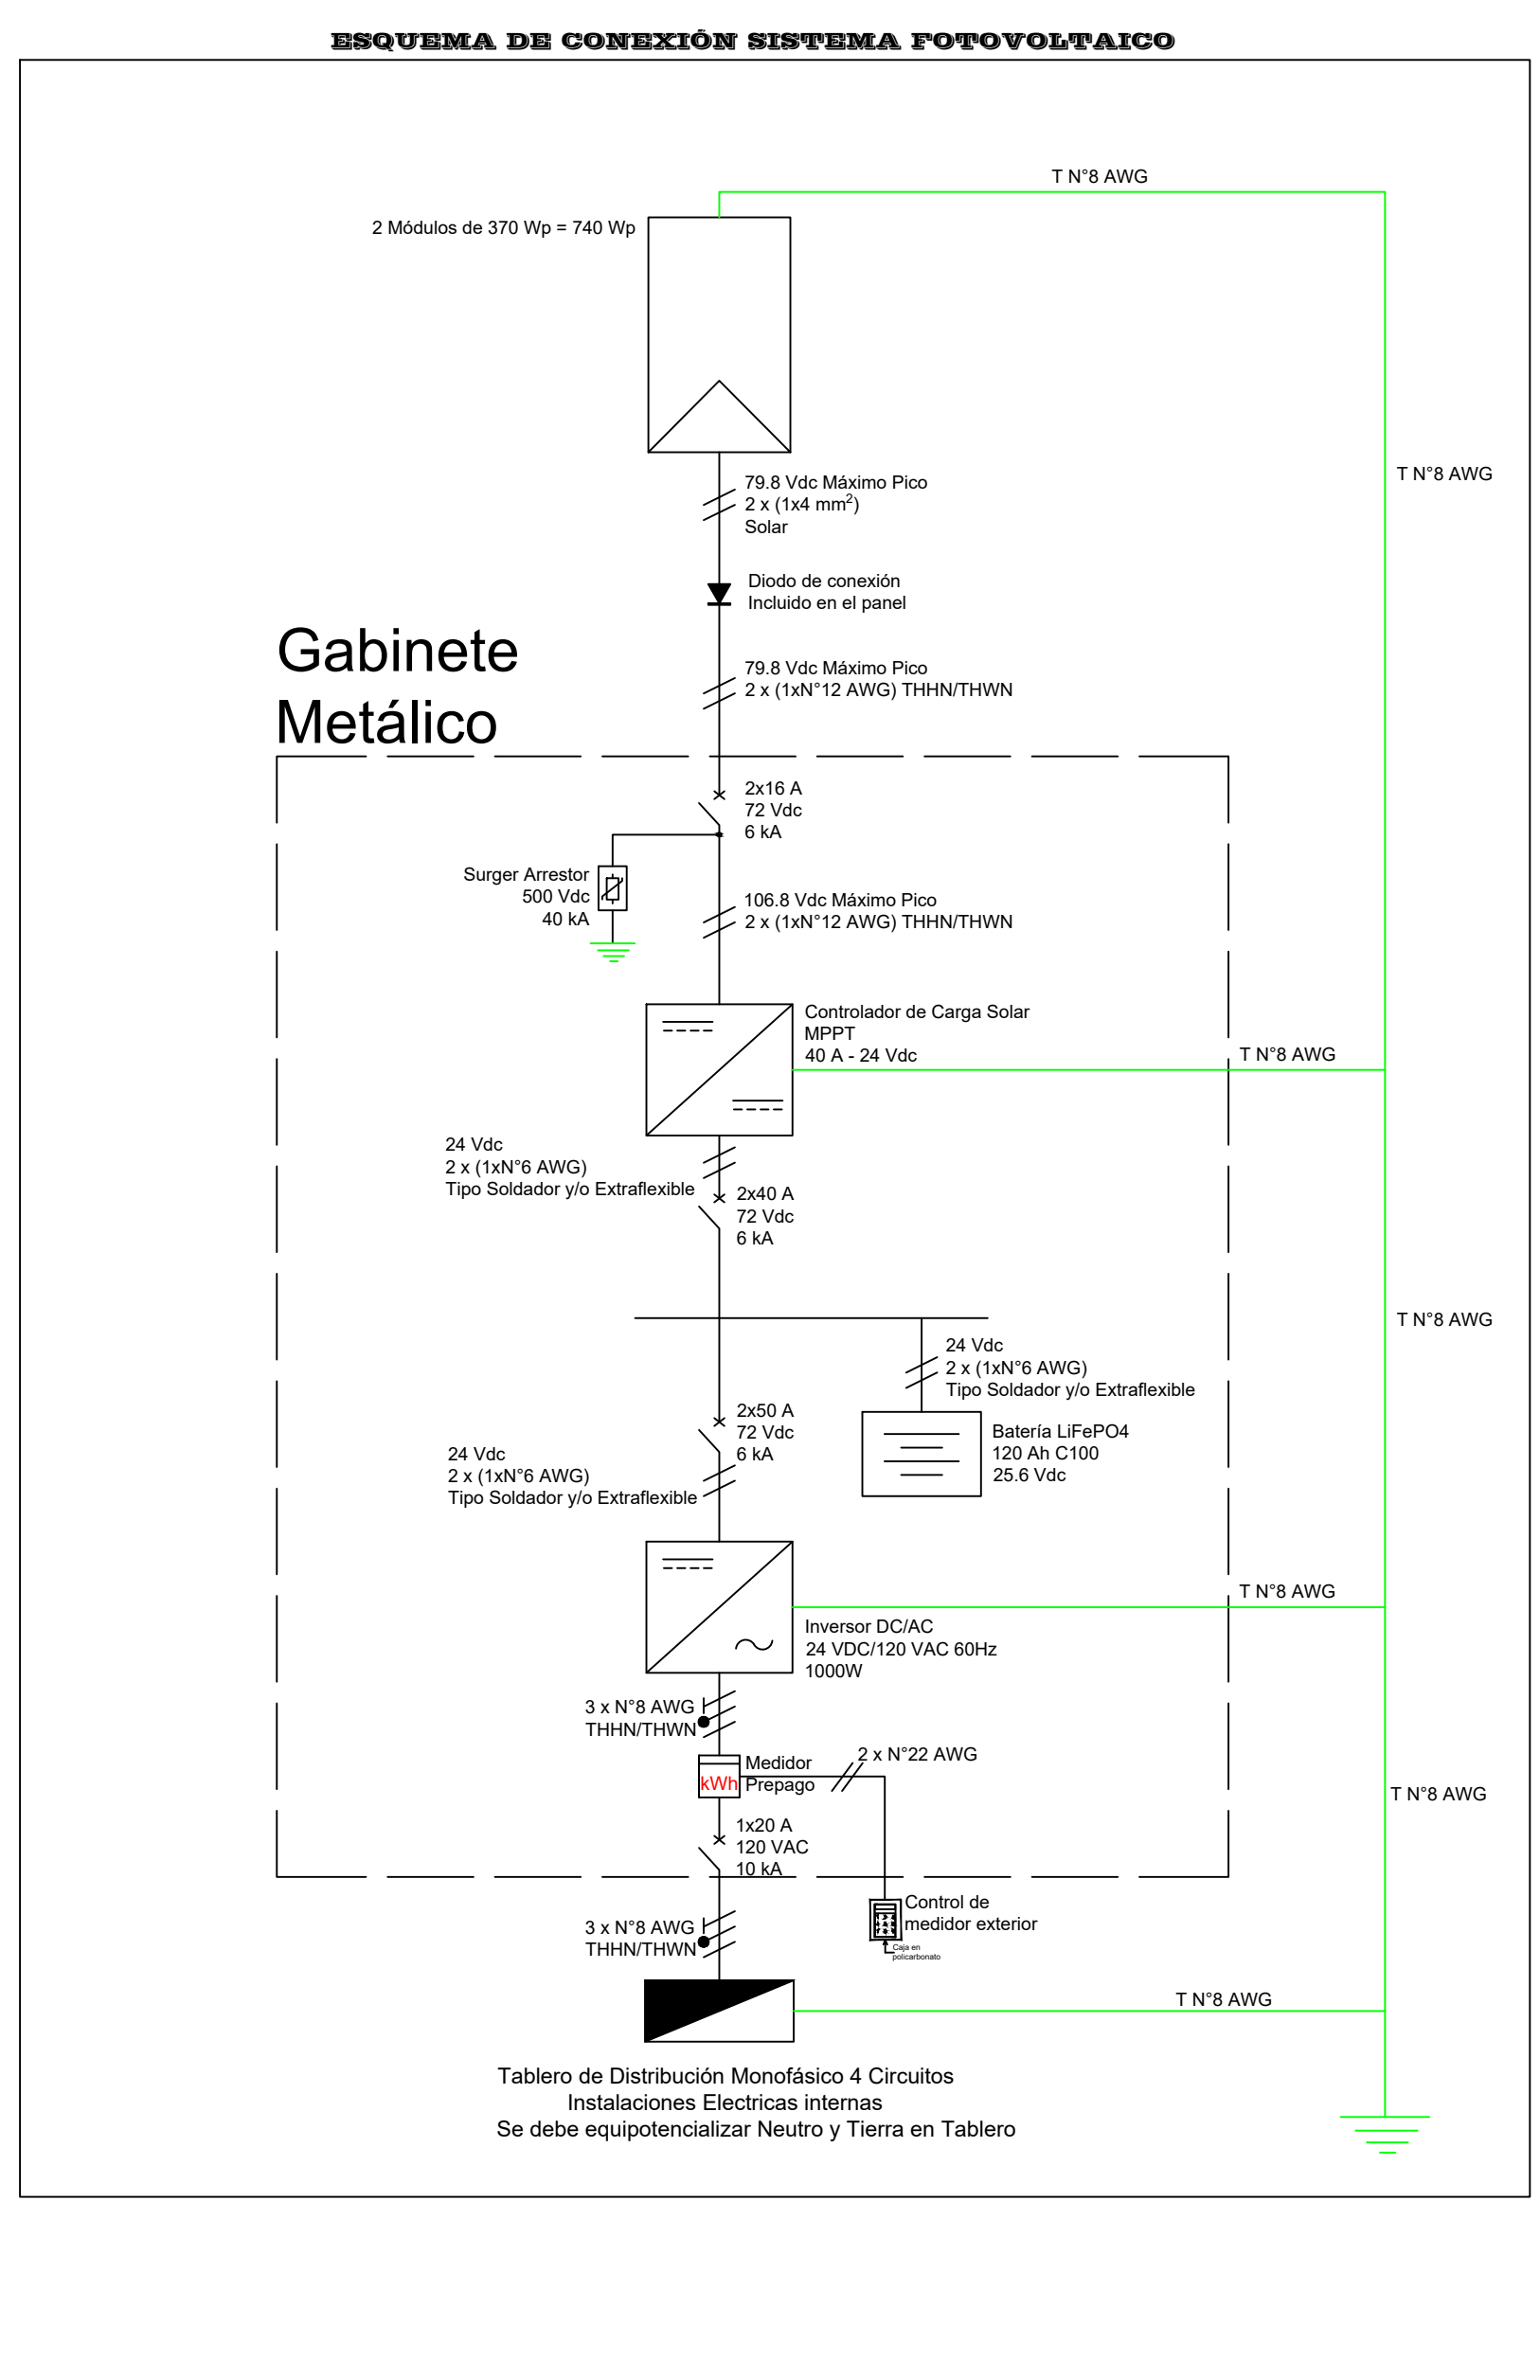 ESQUEMA DE CONEXIÓN SISTEMA FOTOVOLTAICO
T N°8 AWG
2 Módulos de 370 Wp = 740 Wp
T N°8 AWG
79.8 Vdc Máximo Pico
2 x (1x4 mm²)
Solar
Diodo de conexión
Incluido en el panel
Gabinete
Metálico
79.8 Vdc Máximo Pico
2 x (1xN°12 AWG) THHN/THWN
2x16 A
72 Vdc
6 kA
Surger Arrestor
500 Vdc
40 kA
106.8 Vdc Máximo Pico
2 x (1xN°12 AWG) THHN/THWN
Controlador de Carga Solar
MPPT
40 A - 24 Vdc
T N°8 AWG
24 Vdc
2 x (1xN°6 AWG)
Tipo Soldador y/o Extraflexible
2x40 A
72 Vdc
6 kA
T N°8 AWG
24 Vdc
2 x (1xN°6 AWG)
Tipo Soldador y/o Extraflexible
2x50 A
72 Vdc
6 kA
Batería LiFePO4
120 Ah C100
25.6 Vdc
24 Vdc
2 x (1xN°6 AWG)
Tipo Soldador y/o Extraflexible
T N°8 AWG
Inversor DC/AC
24 VDC/120 VAC 60Hz
1000W
3 x N°8 AWG
THHN/THWN
2 x N°22 AWG
Medidor
Prepago
kWh
T N°8 AWG
1x20 A
120 VAC
10 kA
Control de
medidor exterior
Caja en
policarbonato
3 x N°8 AWG
THHN/THWN
T N°8 AWG
Tablero de Distribución Monofásico 4 Circuitos
Instalaciones Electricas internas
Se debe equipotencializar Neutro y Tierra en Tablero